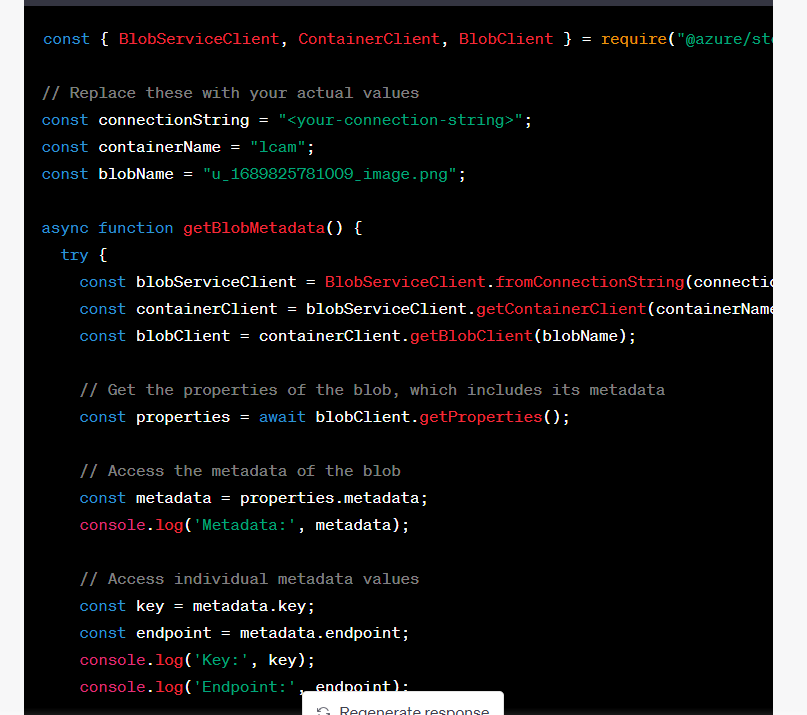 const { BlobServiceClient, ContainerClient, BlobClient } = require("@azure/sto
// Replace these with your actual values
const connectionString = "<your-connection-string>";
const containerName = "lcam";
const blobName = "u_1689825781009_image.png";
async function getBlobMetadata() {
try {
const blobServiceClient = BlobServiceClient.fromConnectionString(connectio
const containerClient = blobServiceClient.getContainerClient(containerName
const blobClient = containerClient.getBlobClient(blobName);
// Get the properties of the blob, which includes its metadata
const properties = await blobClient.getProperties();
// Access the metadata of the blob
const metadata = properties.metadata;
console.log('Metadata:', metadata);
// Access individual metadata values
const key = metadata.key;
const endpoint = metadata.endpoint;
console.log('Key:', key);
console.log('Endpoint:', endpoint);
Regenerate response